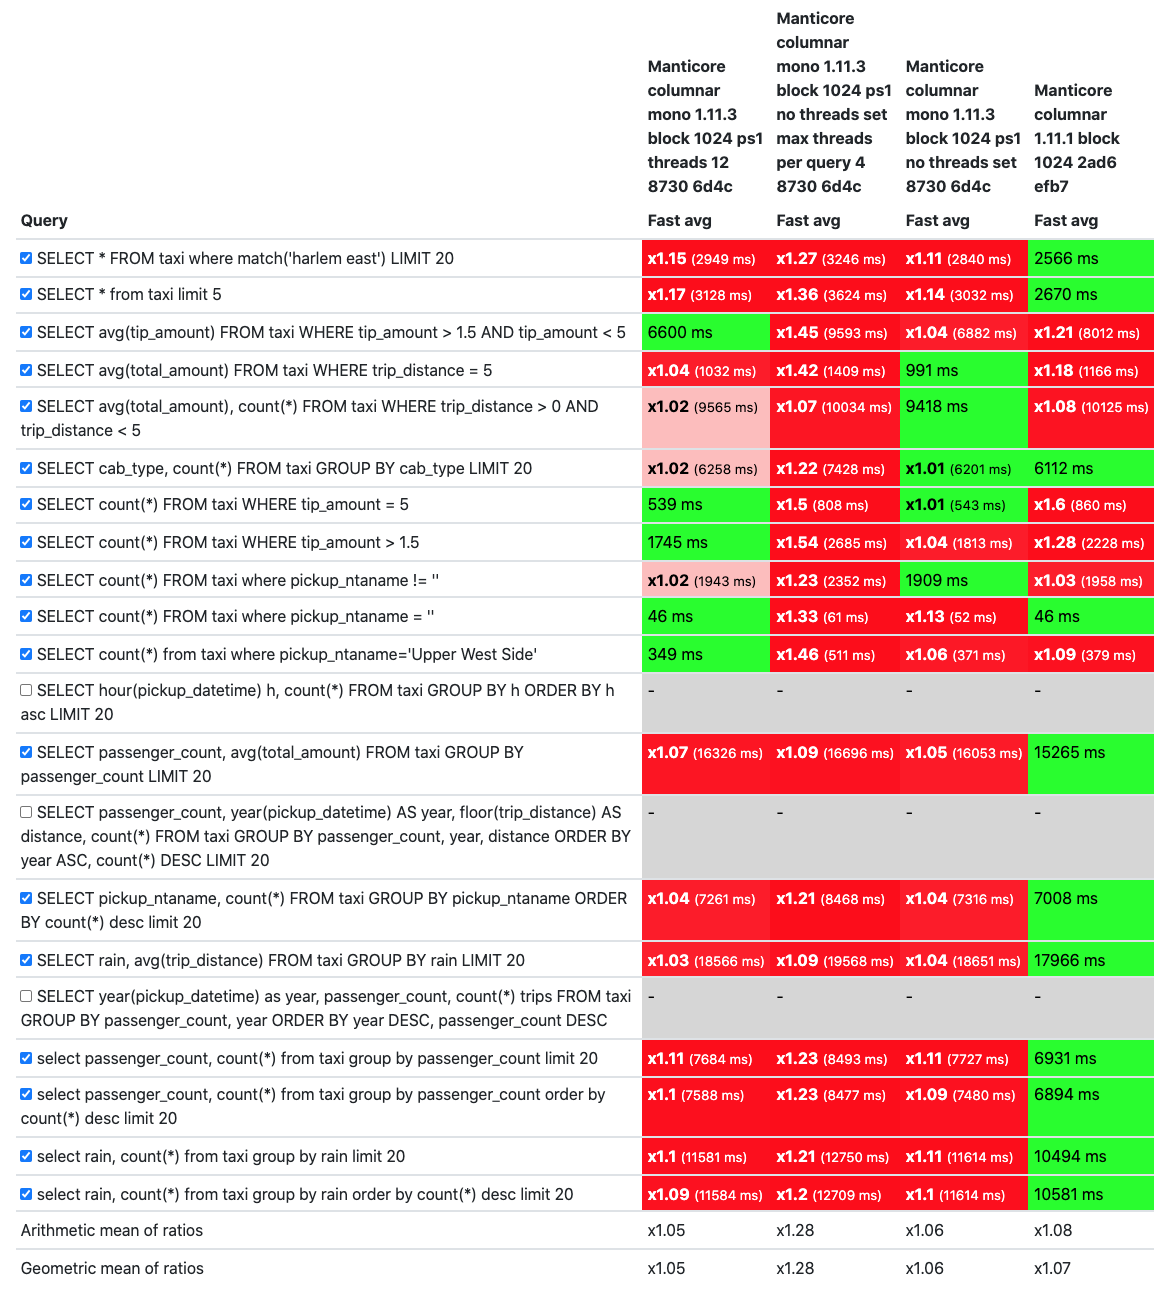 Manticore columnar mono 1.11.3 block 1024 ps1 threads 12 8730 6d4c
Manticore columnar mono 1.11.3 block 1024 ps1 no threads set max threads per query 4 8730 6d4c
Manticore columnar mono 1.11.3 block 1024 ps1 no threads set 8730 6d4c
Manticore columnar 1.11.1 block 1024 2ad6 efb7
Query Fast avg Fast avg Fast avg Fast avg
SELECT * FROM taxi where match('harlem east') LIMIT 20 x1.15 (2949 ms) x1.27 (3246 ms) x1.11 (2840 ms) 2566 ms
SELECT * from taxi limit 5 x1.17 (3128 ms) x1.36 (3624 ms) x1.14 (3032 ms) 2670 ms
SELECT avg(tip_amount) FROM taxi WHERE tip_amount > 1.5 AND tip_amount < 5 6600 ms x1.45 (9593 ms) x1.04 (6882 ms) x1.21 (8012 ms)
SELECT avg(total_amount) FROM taxi WHERE trip_distance = 5 x1.04 (1032 ms) x1.42 (1409 ms) 991 ms x1.18 (1166 ms)
SELECT avg(total_amount), count(*) FROM taxi WHERE trip_distance > 0 AND
trip_distance < 5 x1.02 (9565 ms) x1.07 (10034 ms) 9418 ms x1.08 (10125 ms)
SELECT cab_type, count(*) FROM taxi GROUP BY cab_type LIMIT 20 x1.02 (6258 ms) x1.22 (7428 ms) x1.01 (6201 ms) 6112 ms
SELECT count(*) FROM taxi WHERE tip_amount = 5 539 ms x1.5 (808 ms) x1.01 (543 ms) x1.6 (860 ms)
SELECT count(*) FROM taxi WHERE tip_amount > 1.5 1745 ms x1.54 (2685 ms) x1.04 (1813 ms) x1.28 (2228 ms)
SELECT count(*) FROM taxi where pickup_ntaname != '' x1.02 (1943 ms) x1.23 (2352 ms) 1909 ms x1.03 (1958 ms)
SELECT count(*) FROM taxi where pickup_ntaname = '' 46 ms x1.33 (61 ms) x1.13 (52 ms) 46 ms
SELECT count(*) from taxi where pickup_ntaname='Upper West Side' 349 ms x1.46 (511 ms) x1.06 (371 ms) x1.09 (379 ms)
SELECT hour(pickup_datetime) h, count(*) FROM taxi GROUP BY h ORDER BY h
asc LIMIT 20 - - - -
SELECT passenger_count, avg(total_amount) FROM taxi GROUP BY
passenger_count LIMIT 20 x1.07 (16326 ms) x1.09 (16696 ms) x1.05 (16053 ms) 15265 ms
SELECT passenger_count, year(pickup_datetime) AS year, floor(trip_distance) AS
distance, count(*) FROM taxi GROUP BY passenger_count, year, distance ORDER BY
year ASC, count(*) DESC LIMIT 20 - - - -
SELECT pickup_ntaname, count(*) FROM taxi GROUP BY pickup_ntaname ORDER
BY count(*) desc limit 20 x1.04 (7261 ms) x1.21 (8468 ms) x1.04 (7316 ms) 7008 ms
SELECT rain, avg(trip_distance) FROM taxi GROUP BY rain LIMIT 20 x1.03 (18566 ms) x1.09 (19568 ms) x1.04 (18651 ms) 17966 ms
SELECT year(pickup_datetime) as year, passenger_count, count(*) trips FROM taxi
GROUP BY passenger_count, year ORDER BY year DESC, passenger_count DESC - - - -
select passenger_count, count(*) from taxi group by passenger_count limit 20 x1.11 (7684 ms) x1.23 (8493 ms) x1.11 (7727 ms) 6931 ms
select passenger_count, count(*) from taxi group by passenger_count order by
count(*) desc limit 20 x1.1 (7588 ms) x1.23 (8477 ms) x1.09 (7480 ms) 6894 ms
select rain, count(*) from taxi group by rain limit 20 x1.1 (11581 ms) x1.21 (12750 ms) x1.11 (11614 ms) 10494 ms
select rain, count(*) from taxi group by rain order by count(*) desc limit 20 x1.09 (11584 ms) x1.2 (12709 ms) x1.1 (11614 ms) 10581 ms
Arithmetic mean of ratios x1.05 x1.28 x1.06 x1.08
Geometric mean of ratios x1.05 x1.28 x1.06 x1.07